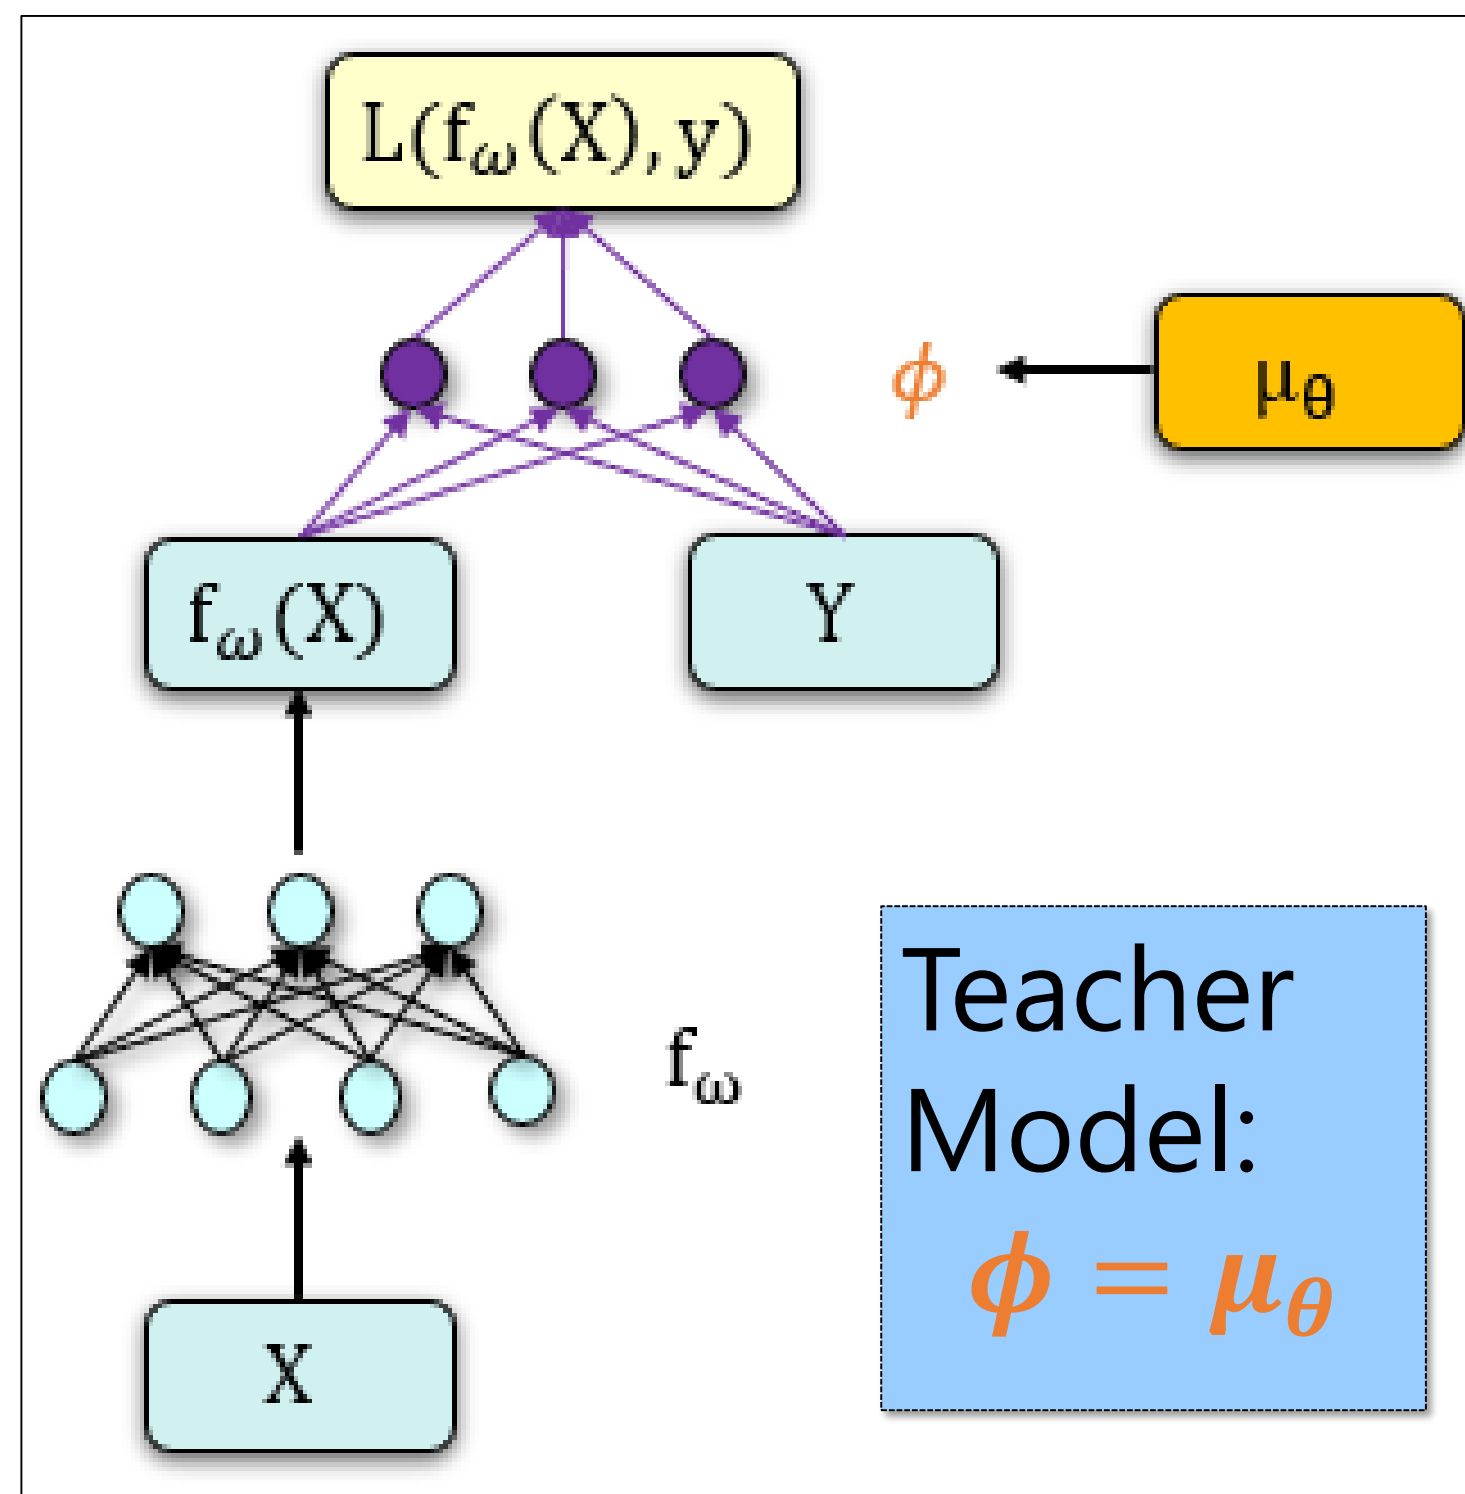 L(f_ω(X), y)
ϕ
μ_θ
f_ω(X)
Y
f_ω
X
Teacher
Model:
ϕ = μ_θ